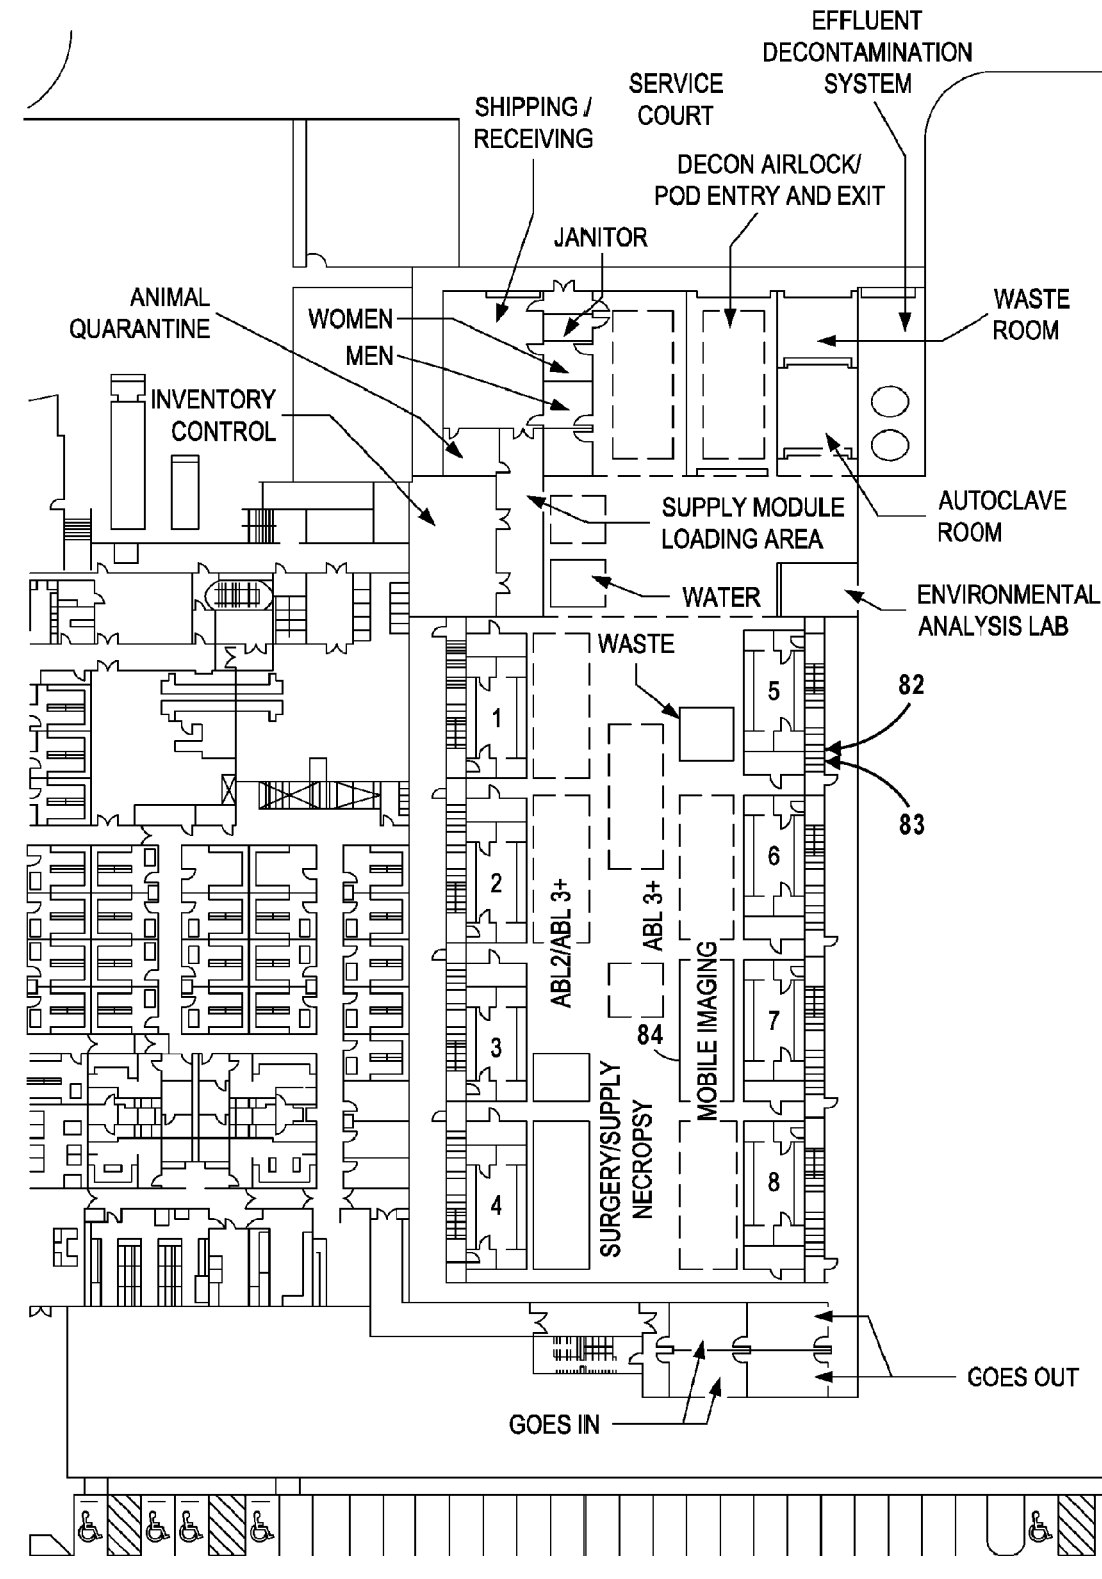 EFFLUENT
DECONTAMINATION
SYSTEM
SERVICE
COURT
SHIPPING /
RECEIVING
DECON AIRLOCK/
POD ENTRY AND EXIT
JANITOR
ANIMAL
QUARANTINE
WOMEN
MEN
WASTE
ROOM
INVENTORY
CONTROL
SUPPLY MODULE
LOADING AREA
AUTOCLAVE
ROOM
WATER
ENVIRONMENTAL
ANALYSIS LAB
WASTE
1
5
82
83
2
6
ABL2/ABL 3+
ABL 3+
MOBILE IMAGING
3
7
84
SURGERY/SUPPLY
NECROPSY
4
8
GOES OUT
GOES IN